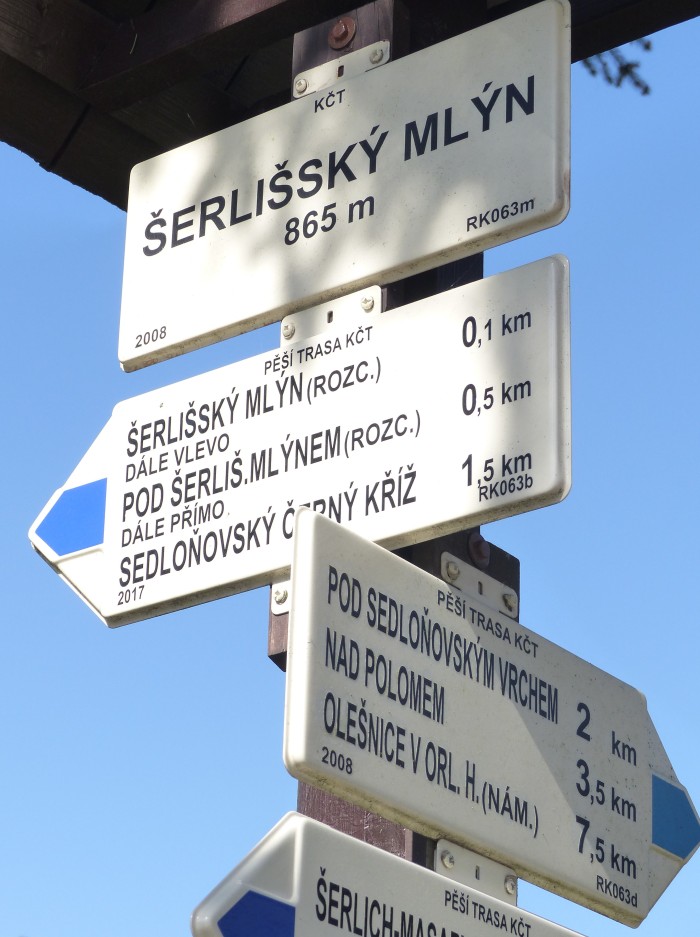 KČT
ŠERLIŠSKÝ MLÝN
865 m
RK063m
2008
PĚŠÍ TRASA KČT
ŠERLIŠSKÝ MLÝN (ROZC.) 0,1 km
DÁLE VLEVO
POD ŠERLIŠ.MLÝNEM (ROZC.) 0,5 km
DÁLE PŘÍMO
SEDLOŇOVSKÝ ČERNÝ KŘÍŽ 1,5 km
RK063b
2017
PĚŠÍ TRASA KČT
POD SEDLOŇOVSKÝM VRCHEM 2 km
NAD POLOMEM 3,5 km
OLEŠNICE V ORL. H. (NÁM.) 7,5 km
2008
RK063d
PĚŠÍ TRASA KČT